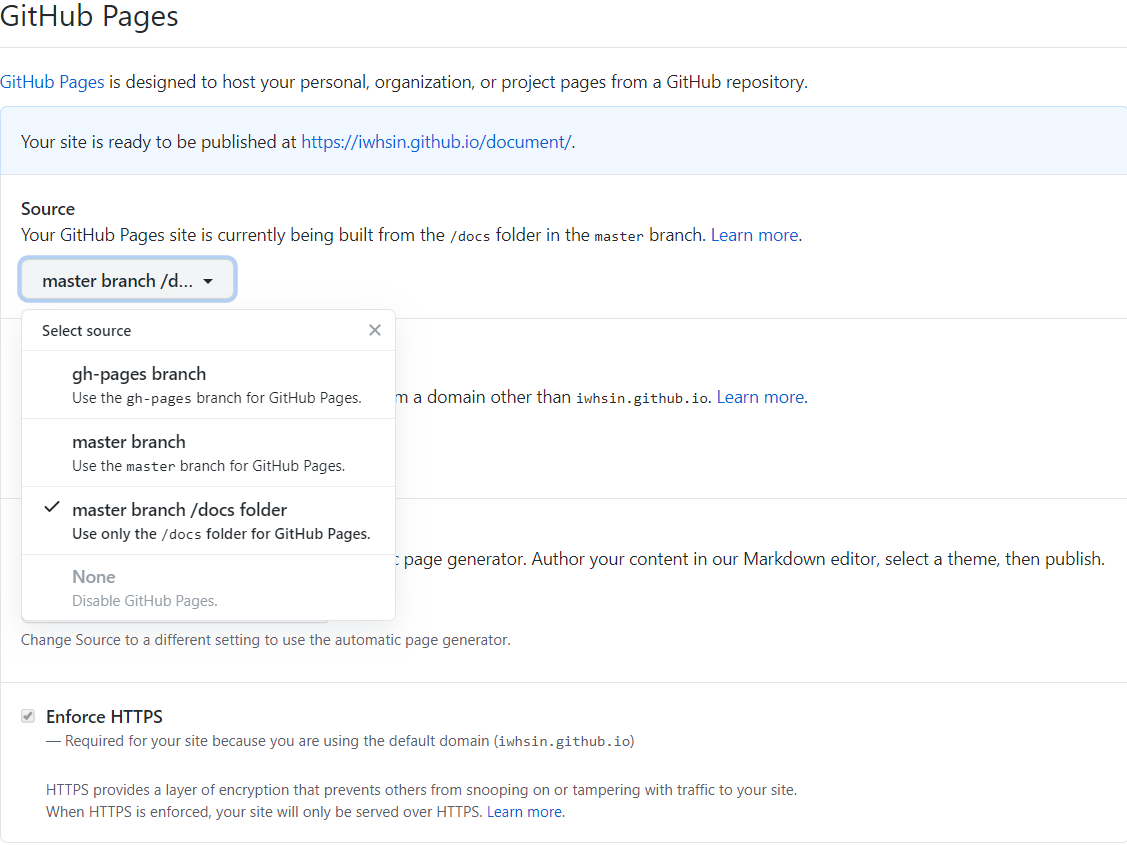 GitHub Pages
GitHub Pages is designed to host your personal, organization, or project pages from a GitHub repository.
Your site is ready to be published at https://iwhsin.github.io/document/.
Source
Your GitHub Pages site is currently being built from the /docs folder in the master branch. Learn more.
master branch /d...
Select source
gh-pages branch
Use the gh-pages branch for GitHub Pages.
m a domain other than iwhsin.github.io. Learn more.
master branch
Use the master branch for GitHub Pages.
master branch /docs folder
Use only the /docs folder for GitHub Pages.
c page generator. Author your content in our Markdown editor, select a theme, then publish.
None
Disable GitHub Pages.
Change Source to a different setting to use the automatic page generator.
Enforce HTTPS
— Required for your site because you are using the default domain (iwhsin.github.io)
HTTPS provides a layer of encryption that prevents others from snooping on or tampering with traffic to your site.
When HTTPS is enforced, your site will only be served over HTTPS. Learn more.